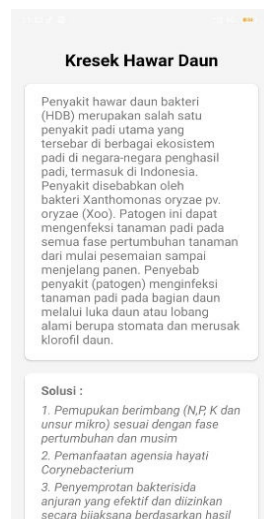 Kresek Hawar Daun
Penyakit hawar daun bakteri
(HDB) merupakan salah satu
penyakit padi utama yang
tersebar di berbagai ekosistem
padi di negara-negara penghasil
padi, termasuk di Indonesia.
Penyakit disebabkan oleh
bakteri Xanthomonas oryzae pv.
oryzae (Xoo). Patogen ini dapat
mengenfeksi tanaman padi pada
semua fase pertumbuhan tanaman
dari mulai pesemaian sampai
menjelang panen. Penyebab
penyakit (patogen) menginfeksi
tanaman padi pada bagian daun
melalui luka daun atau lobang
alami berupa stomata dan merusak
klorofil daun.
Solusi :
1. Pemupukan berimbang (N,P, K dan
unsur mikro) sesuai dengan fase
pertumbuhan dan musim
2. Pemanfaatan agensia hayati
Corynebacterium
3. Penyemprotan bakterisida
anjuran yang efektif dan diizinkan
secara bijaksana berdasarkan hasil